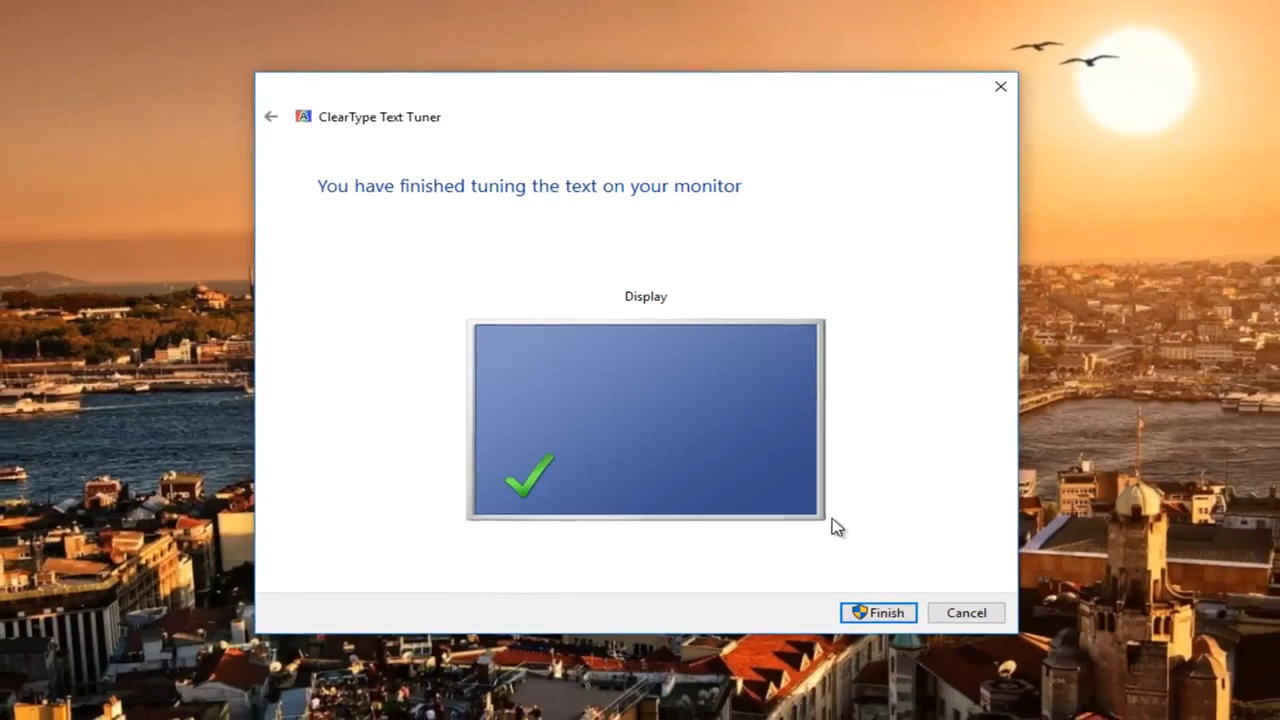 ClearType Text Tuner
You have finished tuning the text on your monitor
Display
Finish
Cancel